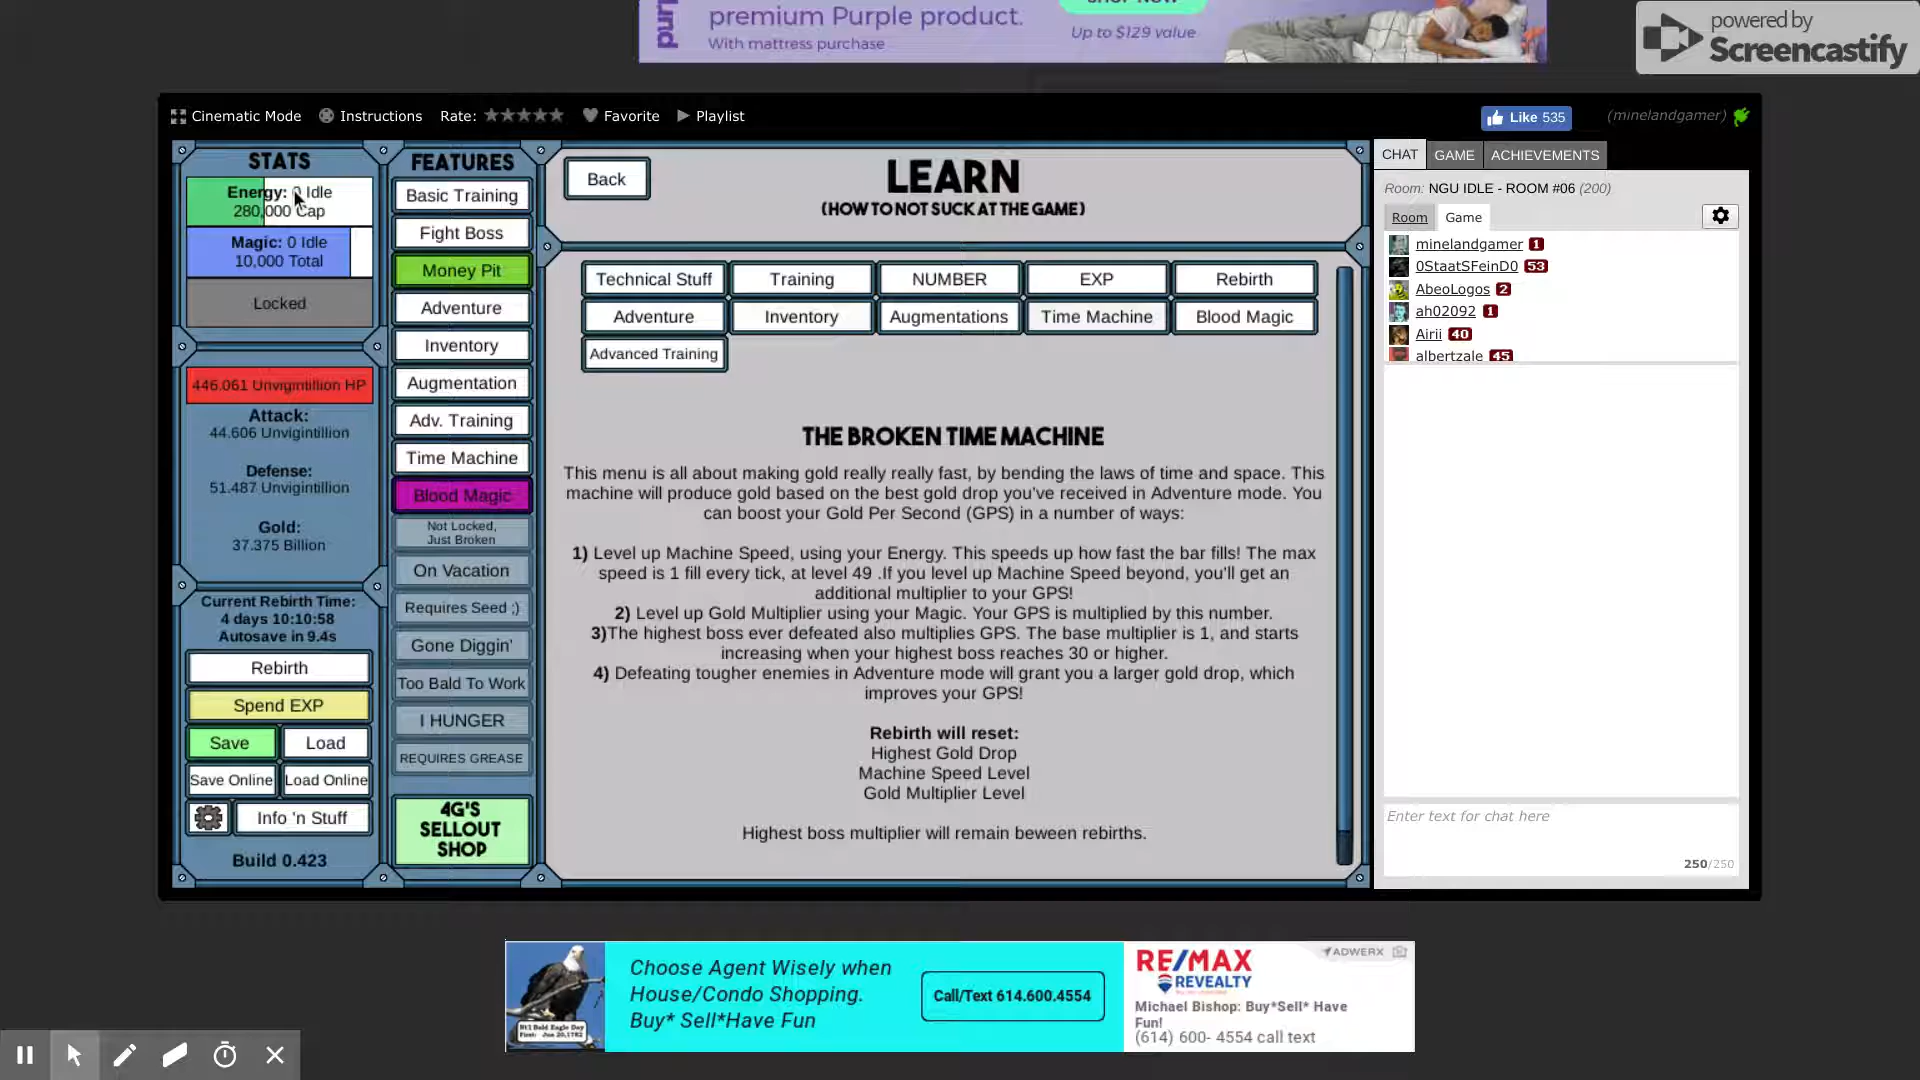 premium Purple product.
With mattress purchase
Up to $129 value
powered by
Screencastify
Cinematic Mode
Instructions
Rate:
Favorite
Playlist
Like 535
(minelandgamer)
STATS
Energy: 0 Idle
280,000 Cap
Magic: 0 Idle
10,000 Total
Locked
446.061 Unvigintillion HP
Attack:
44.606 Unvigintillion
Defense:
51.487 Unvigintillion
Gold:
37.375 Billion
Current Rebirth Time:
4 days 10:10:58
Autosave in 9.4s
Rebirth
Spend EXP
Save
Load
Save Online
Load Online
Info 'n Stuff
Build 0.423
FEATURES
Basic Training
Fight Boss
Money Pit
Adventure
Inventory
Augmentation
Adv. Training
Time Machine
Blood Magic
Not Locked,
Just Broken
On Vacation
Requires Seed ;)
Gone Diggin'
Too Bald To Work
I HUNGER
REQUIRES GREASE
4G'S
SELLOUT
SHOP
Back
LEARN
(HOW TO NOT SUCK AT THE GAME)
Technical Stuff
Training
NUMBER
EXP
Rebirth
Adventure
Inventory
Augmentations
Time Machine
Blood Magic
Advanced Training
THE BROKEN TIME MACHINE
This menu is all about making gold really really fast, by bending the laws of time and space. This
machine will produce gold based on the best gold drop you've received in Adventure mode. You
can boost your Gold Per Second (GPS) in a number of ways:
1) Level up Machine Speed, using your Energy. This speeds up how fast the bar fills! The max
speed is 1 fill every tick, at level 49 .If you level up Machine Speed beyond, you'll get an
additional multiplier to your GPS!
2) Level up Gold Multiplier using your Magic. Your GPS is multiplied by this number.
3)The highest boss ever defeated also multiplies GPS. The base multiplier is 1, and starts
increasing when your highest boss reaches 30 or higher.
4) Defeating tougher enemies in Adventure mode will grant you a larger gold drop, which
improves your GPS!
Rebirth will reset:
Highest Gold Drop
Machine Speed Level
Gold Multiplier Level
Highest boss multiplier will remain beween rebirths.
CHAT
GAME
ACHIEVEMENTS
Room: NGU IDLE - ROOM #06 (200)
Room
Game
minelandgamer 1
0StaatSFeinD0 53
AbeoLogos 2
ah02092 1
Airii 40
albertzale 45
Enter text for chat here
250/250
Choose Agent Wisely when
House/Condo Shopping.
Buy* Sell*Have Fun
Call/Text 614.600.4554
ADWERX
RE/MAX
REVEALTY
Michael Bishop: Buy*Sell* Have
Fun!
(614) 600- 4554 call text